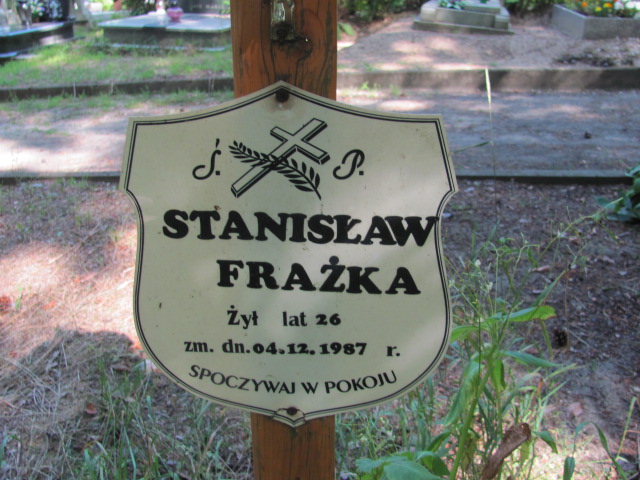 Ś. P.
STANISŁAW
FRAŻKA
Żył lat 26
zm. dn. 04.12.1987 r.
SPOCZYWAJ W POKOJU